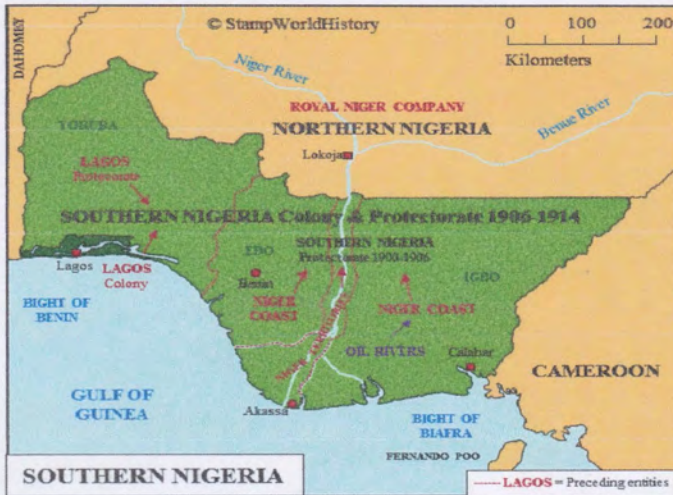 © StampWorldHistory
0 100 200
Kilometers
DAHOMEY
Niger River
ROYAL NIGER COMPANY
NORTHERN NIGERIA
Benue River
Lokoja
YORUBA
LAGOS
Protectorate
SOUTHERN NIGERIA Colony & Protectorate 1906-1914
SOUTHERN NIGERIA
Protectorate 1900-1906
EDO
IGBO
Lagos
LAGOS
Colony
Benin
NIGER
COAST
NIGER COAST
NIGER TERRITORIES
OIL RIVERS
BIGHT OF
BENIN
Calabar
CAMEROON
GULF OF
GUINEA
Akassa
BIGHT OF
BIAFRA
FERNANDO POO
SOUTHERN NIGERIA
LAGOS = Preceding entities